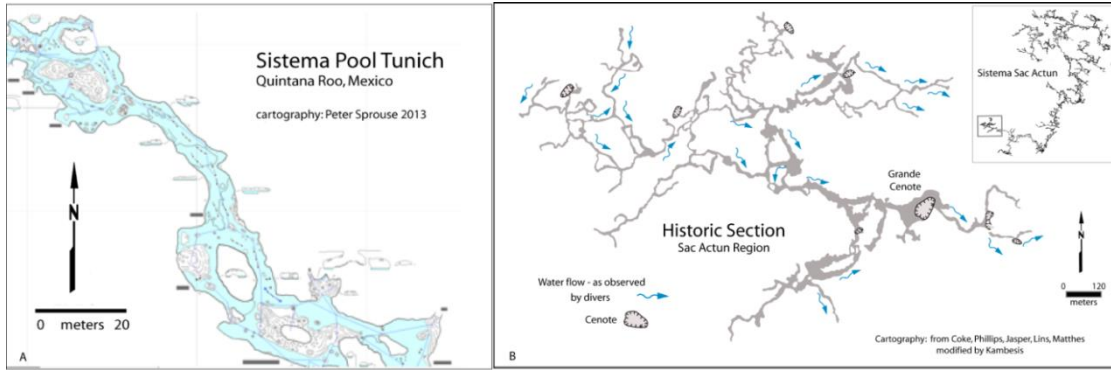 Sistema Pool Tunich
Quintana Roo, Mexico
cartography: Peter Sprouse 2013
N
0 meters 20
A
Sistema Sac Actun
Grande
Cenote
Historic Section
Sac Actun Region
N
0 120
meters
Water flow - as observed
by divers
Cenote
Cartography: from Coke, Phillips, Jasper, Lins, Matthes
modified by Kambesis
B